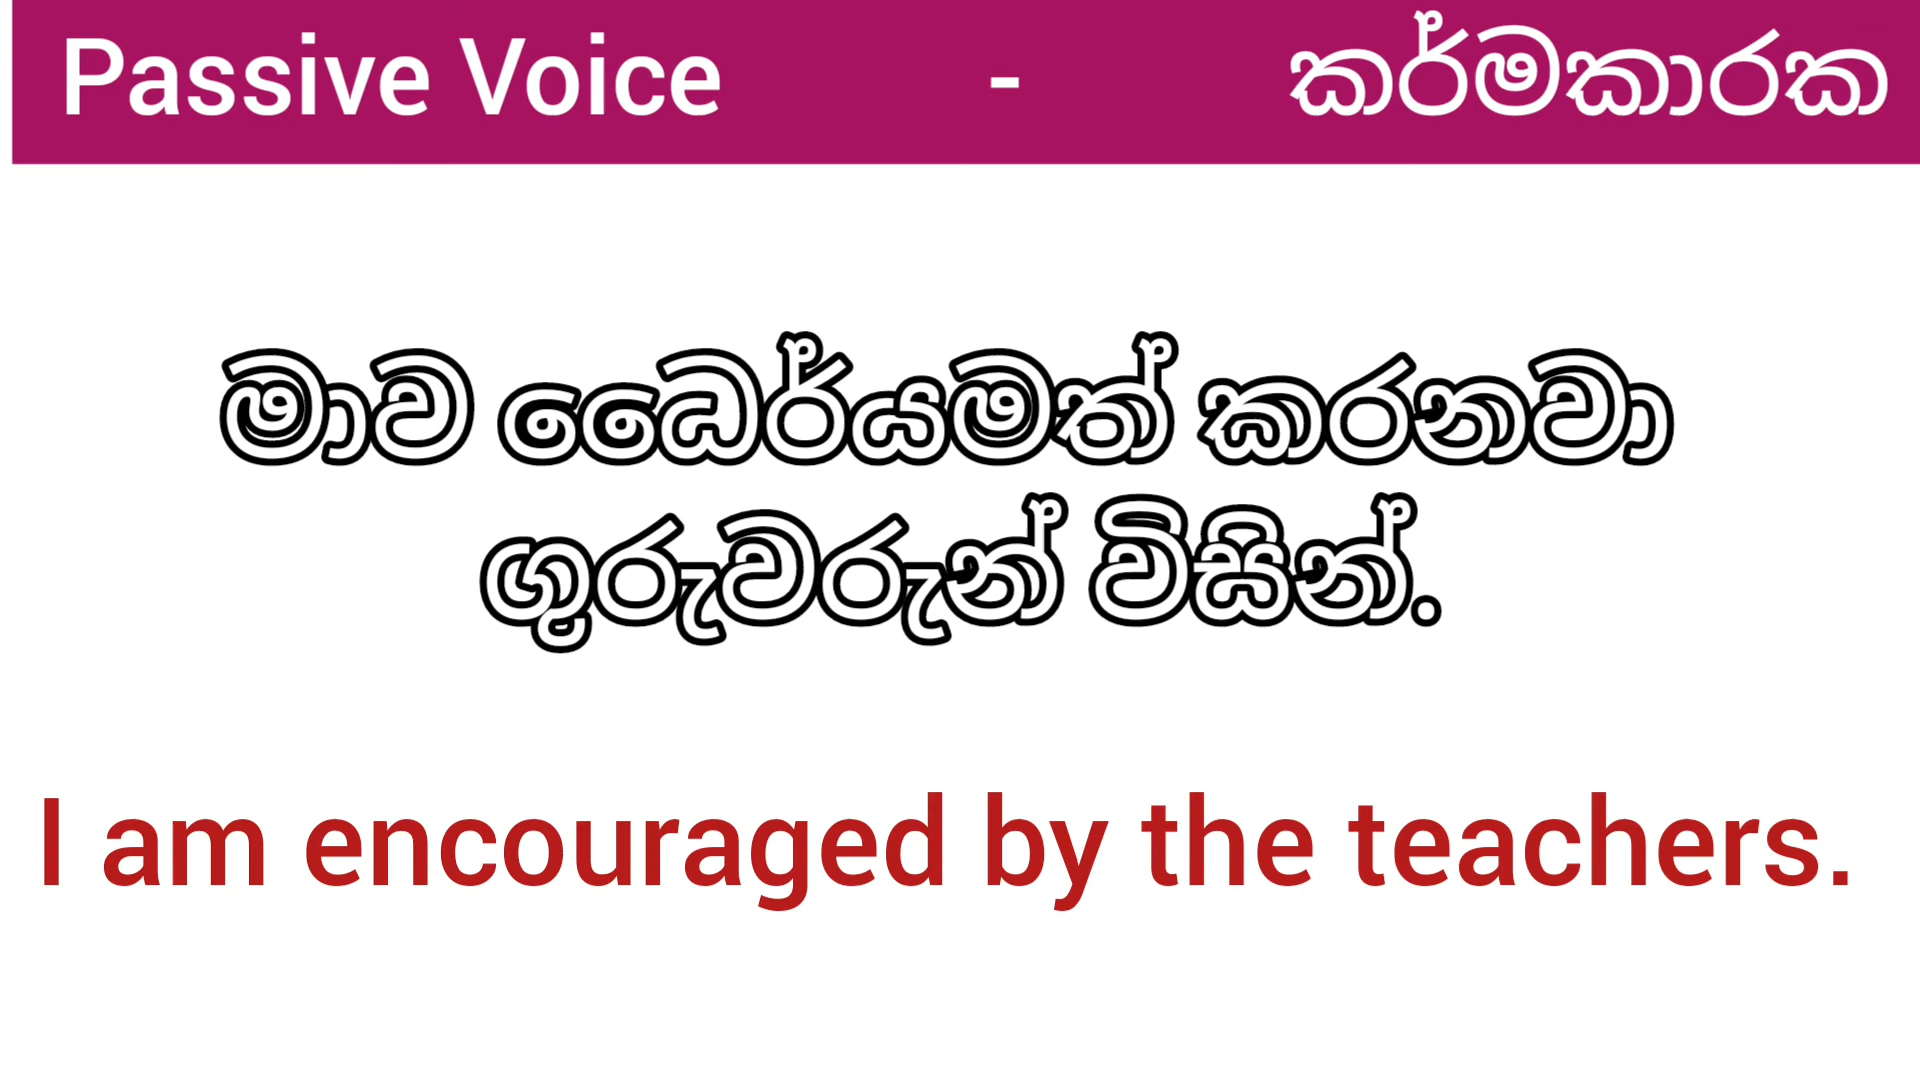 Passive Voice - කර්මකාරක
මාව ධෛර්යමත් කරනවා
ගුරුවරුන් විසින්.
I am encouraged by the teachers.